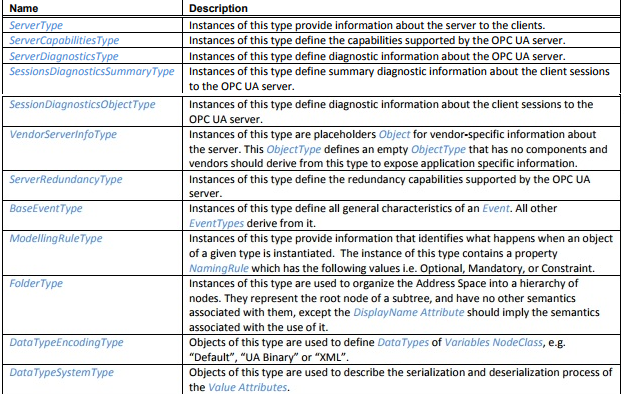 Name Description
ServerType Instances of this type provide information about the server to the clients.
ServerCapabilitiesType Instances of this type define the capabilities supported by the OPC UA server.
ServerDiagnosticsType Instances of this type define diagnostic information about the OPC UA server.
SessionsDiagnosticsSummaryType Instances of this type define summary diagnostic information about the client sessions
to the OPC UA server.
SessionDiagnosticsObjectType Instances of this type define diagnostic information about the client sessions to the
OPC UA server.
VendorServerInfoType Instances of this type are placeholders Object for vendor-specific information about
the server. This ObjectType defines an empty ObjectType that has no components and
vendors should derive from this type to expose application specific information.
ServerRedundancyType Instances of this type define the redundancy capabilities supported by the OPC UA
server.
BaseEventType Instances of this type define all general characteristics of an Event. All other
EventTypes derive from it.
ModellingRuleType Instances of this type provide information that identifies what happens when an object
of a given type is instantiated. The instance of this type contains a property
NamingRule which has the following values i.e. Optional, Mandatory, or Constraint.
FolderType Instances of this type are used to organize the Address Space into a hierarchy of
nodes. They represent the root node of a subtree, and have no other semantics
associated with them, except the DisplayName Attribute should imply the semantics
associated with the use of it.
DataTypeEncodingType Objects of this type are used to define DataTypes of Variables NodeClass, e.g.
“Default”, “UA Binary” or “XML”.
DataTypeSystemType Objects of this type are used to describe the serialization and deserialization process of
the Value Attributes.